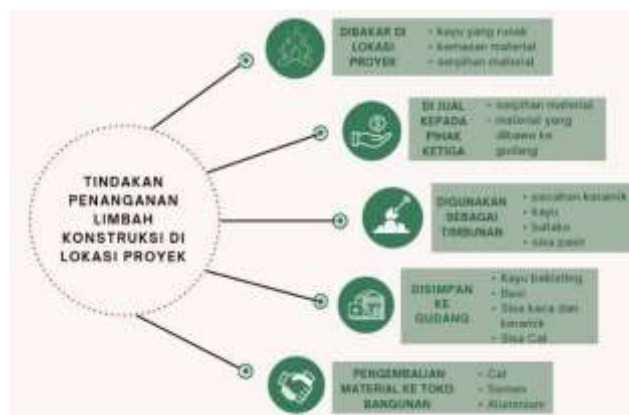 TINDAKAN
PENANGANAN
LIMBAH
KONSTRUKSI DI
LOKASI PROYEK
DIBAKAR DI
LOKASI
PROYEK
• kayu yang rusak
• kemasan material
• serpihan material
DI JUAL
KEPADA
PIHAK
KETIGA
• serpihan material
• material yang
dibawa ke
gudang
DIGUNAKAN
SEBAGAI
TIMBUNAN
• pecahan keramik
• kayu
• batako
• sisa pasir
DISIMPAN
KE
GUDANG
• Kayu bekisting
• Besi
• Sisa kaca dan
keramik
• Sisa Cat
PENGEMBALIAN
MATERIAL KE TOKO
BANGUNAN
• Cat
• Semen
• Aluminium